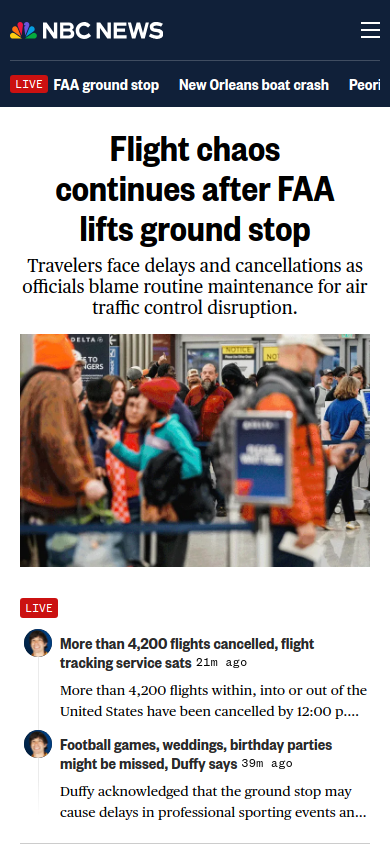 NBC NEWS
LIVE FAA ground stop New Orleans boat crash Peori
Flight chaos
continues after FAA
lifts ground stop
Travelers face delays and cancellations as
officials blame routine maintenance for air
traffic control disruption.
DELTA
NOTICE
LIVE
More than 4,200 flights cancelled, flight
tracking service sats 21m ago
More than 4,200 flights within, into or out of the
United States have been cancelled by 12:00 p....
Football games, weddings, birthday parties
might be missed, Duffy says 39m ago
Duffy acknowledged that the ground stop may
cause delays in professional sporting events an...